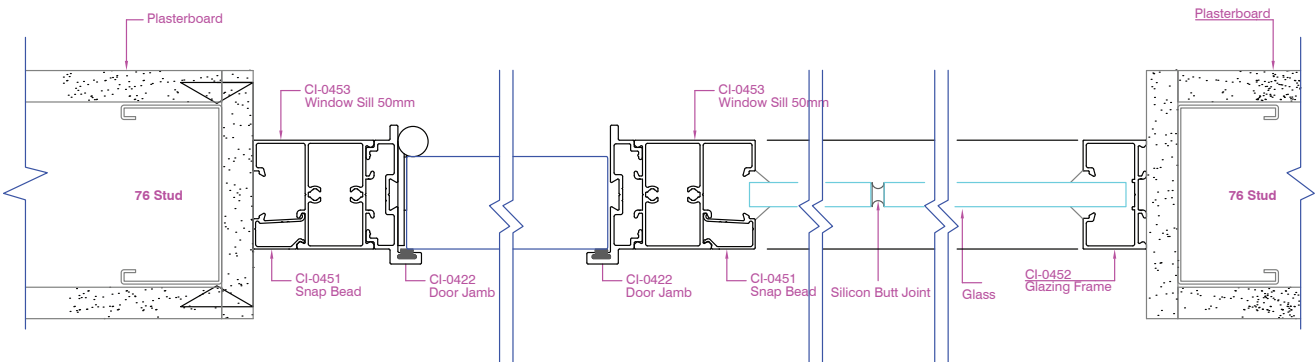 Plasterboard
Plasterboard
CI-0453
Window Sill 50mm
CI-0453
Window Sill 50mm
76 Stud
76 Stud
CI-0451
Snap Bead
CI-0422
Door Jamb
CI-0422
Door Jamb
CI-0451
Snap Bead
Silicon Butt Joint
Glass
CI-0452
Glazing Frame